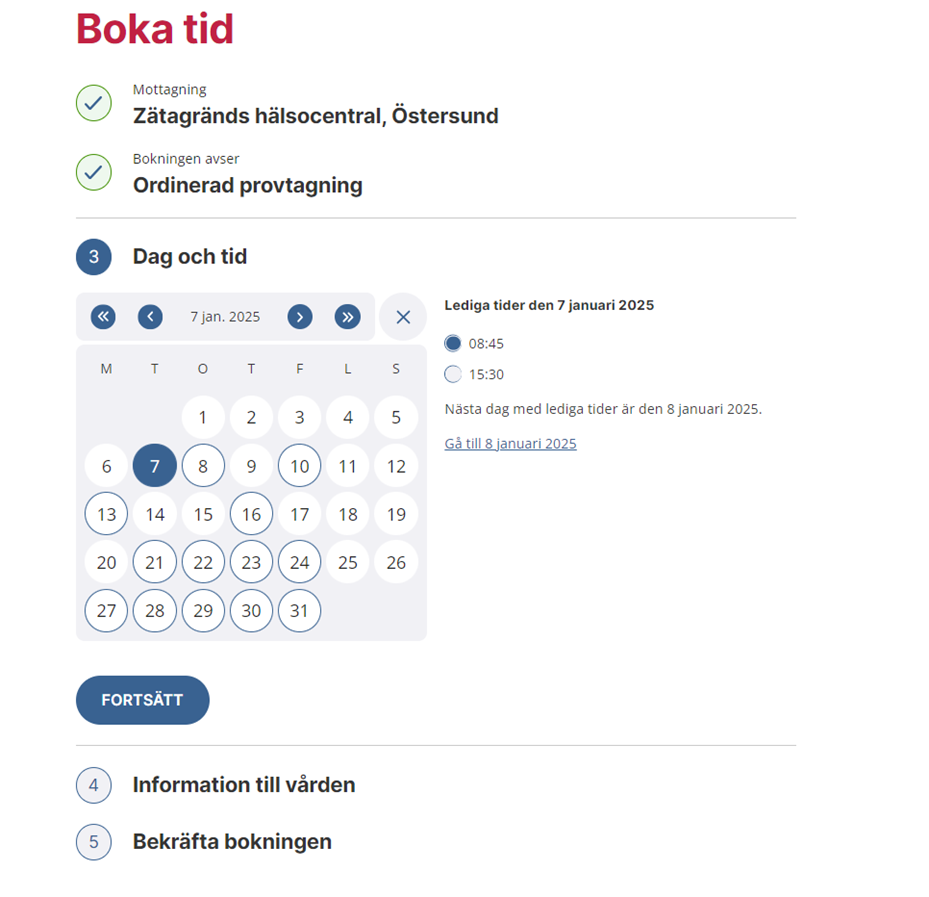 Boka tid
Mottagning
Zätagränds hälsocentral, Östersund
Bokningen avser
Ordinerad provtagning
3 Dag och tid
7 jan. 2025
M T O T F L S
1 2 3 4 5
6 7 8 9 10 11 12
13 14 15 16 17 18 19
20 21 22 23 24 25 26
27 28 29 30 31
Lediga tider den 7 januari 2025
08:45
15:30
Nästa dag med lediga tider är den 8 januari 2025.
Gå till 8 januari 2025
FORTSÄTT
4 Information till vården
5 Bekräfta bokningen